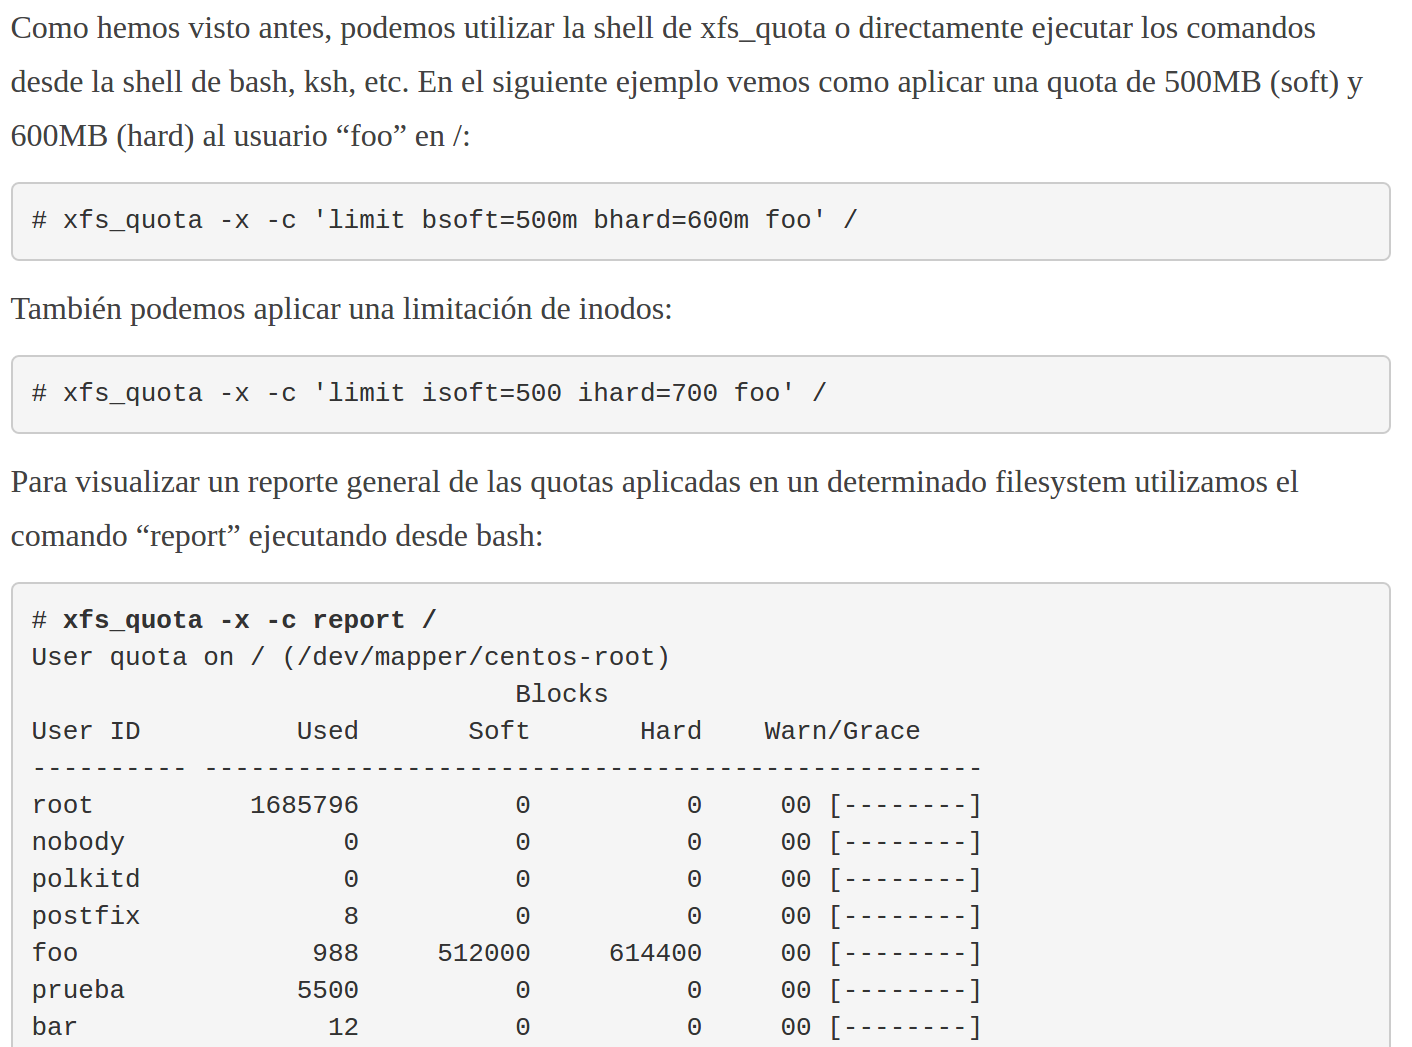 Como hemos visto antes, podemos utilizar la shell de xfs_quota o directamente ejecutar los comandos
desde la shell de bash, ksh, etc. En el siguiente ejemplo vemos como aplicar una quota de 500MB (soft) y
600MB (hard) al usuario “foo” en /:
# xfs_quota -x -c 'limit bsoft=500m bhard=600m foo' /
También podemos aplicar una limitación de inodos:
# xfs_quota -x -c 'limit isoft=500 ihard=700 foo' /
Para visualizar un reporte general de las quotas aplicadas en un determinado filesystem utilizamos el
comando “report” ejecutando desde bash:
# xfs_quota -x -c report /
User quota on / (/dev/mapper/centos-root)
                               Blocks
User ID          Used       Soft       Hard    Warn/Grace
---------- --------------------------------------------------
root          1685796          0          0     00 [--------]
nobody              0          0          0     00 [--------]
polkitd             0          0          0     00 [--------]
postfix             8          0          0     00 [--------]
foo               988     512000     614400     00 [--------]
prueba           5500          0          0     00 [--------]
bar                12          0          0     00 [--------]